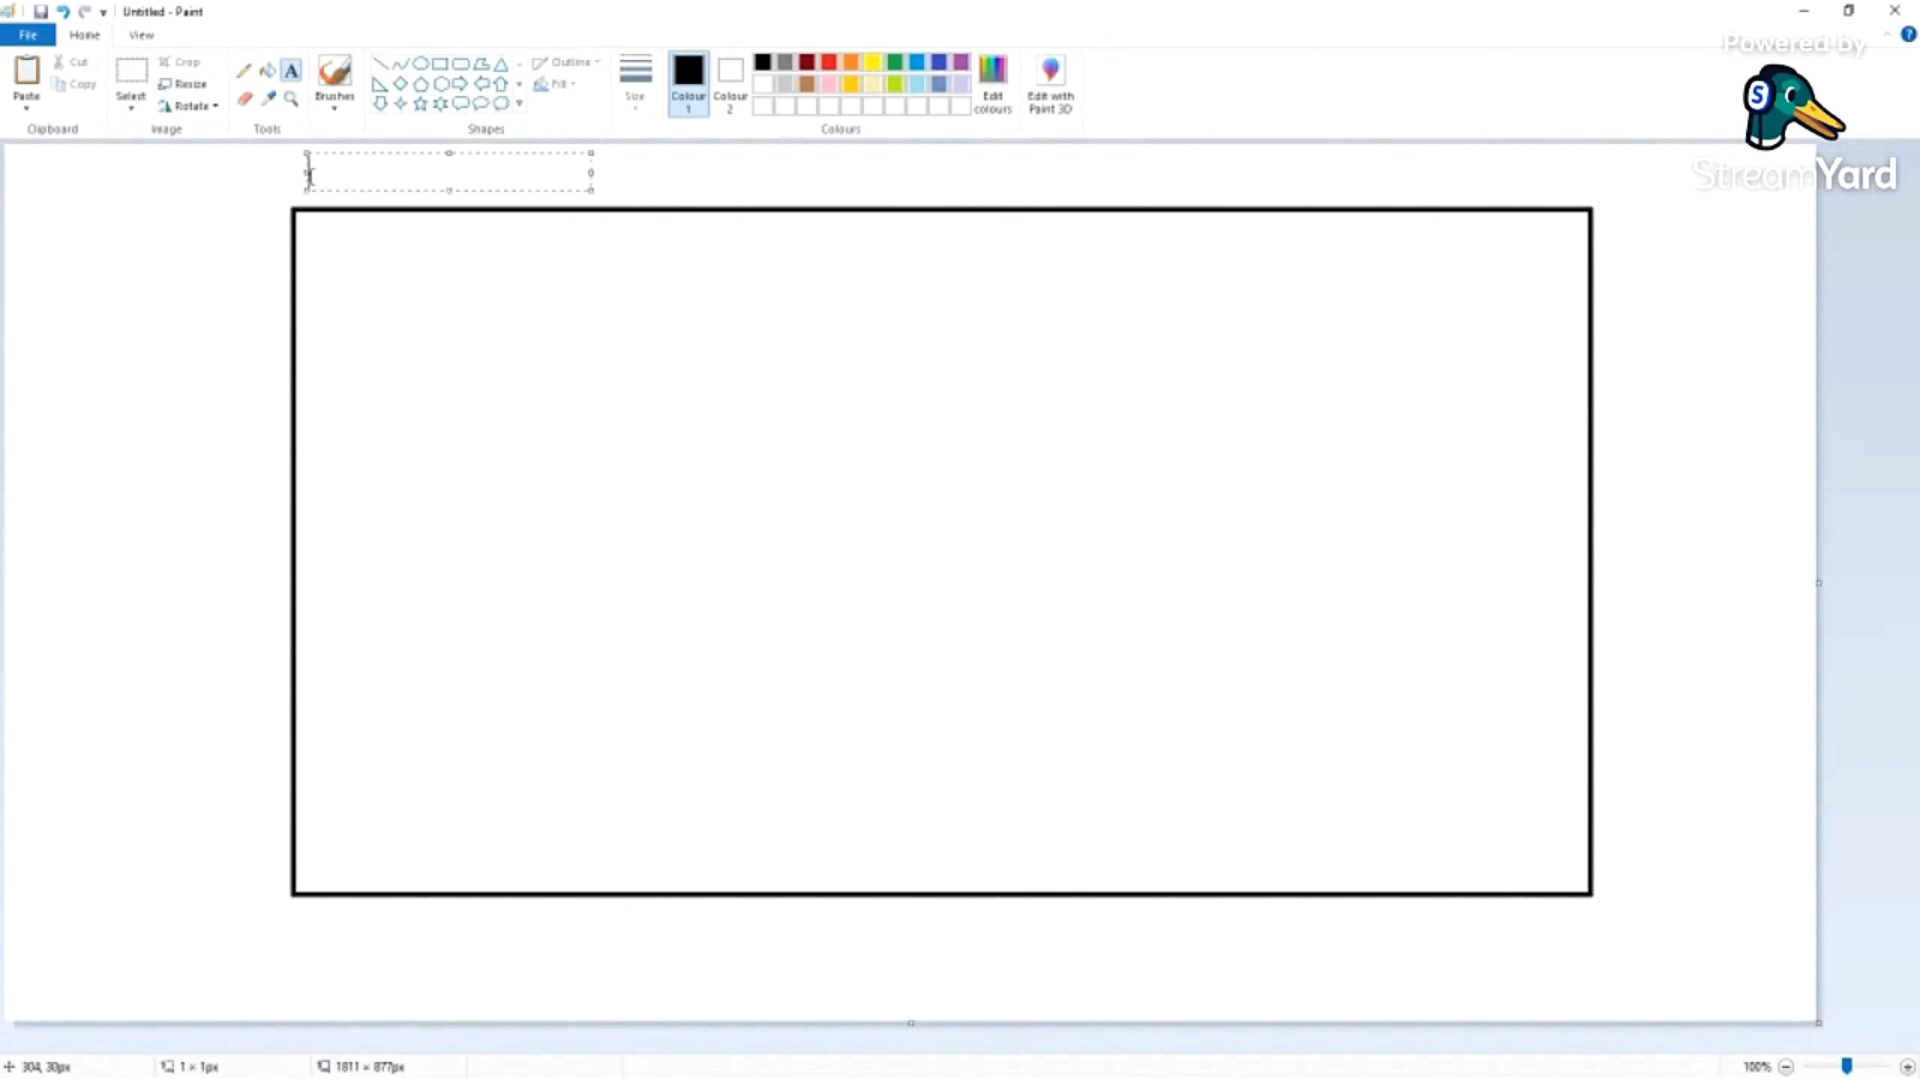 Untitled - Paint
File
Home
View
Paste
Cut
Copy
Clipboard
Select
Crop
Resize
Rotate
Image
A
Tools
Brushes
Outline
Fill
Shapes
Size
Colour
1
Colour
2
Edit
colours
Colours
Edit with
Paint 3D
Powered by
S
StreamYard
304, 30px
1 × 1px
1811 × 877px
100%